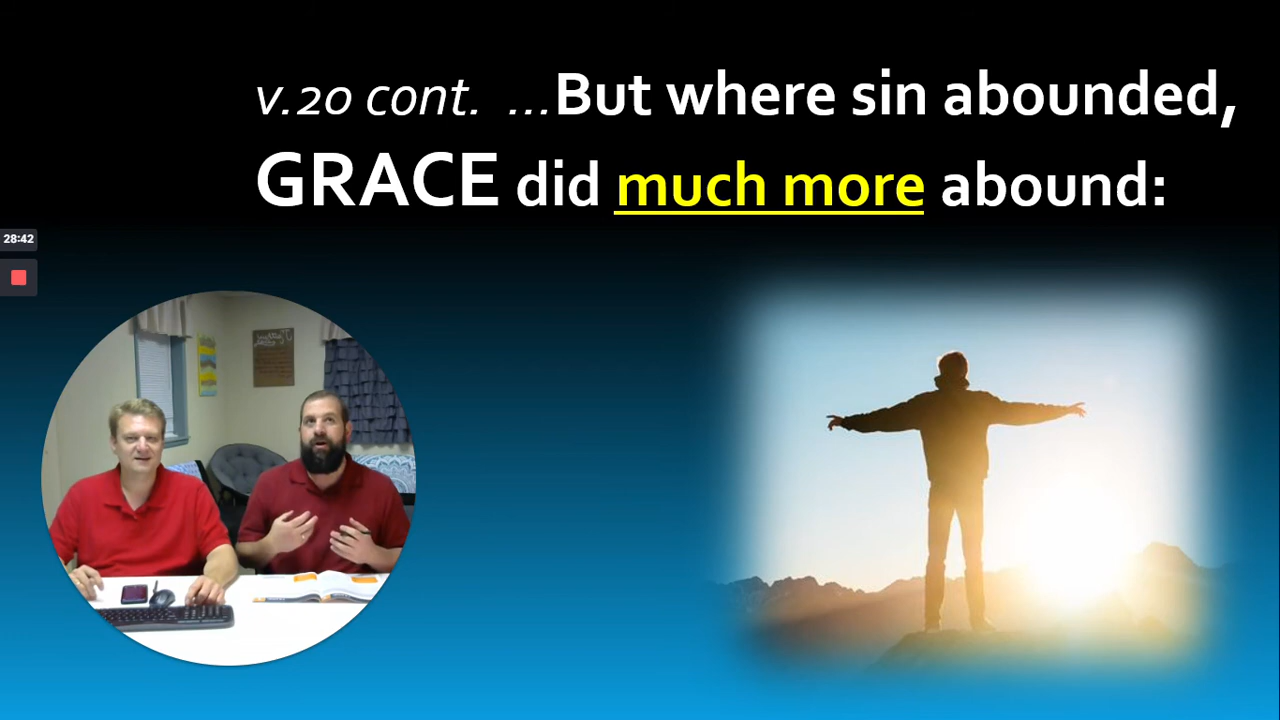 v.20 cont. ...But where sin abounded,
GRACE did much more abound:
28:42